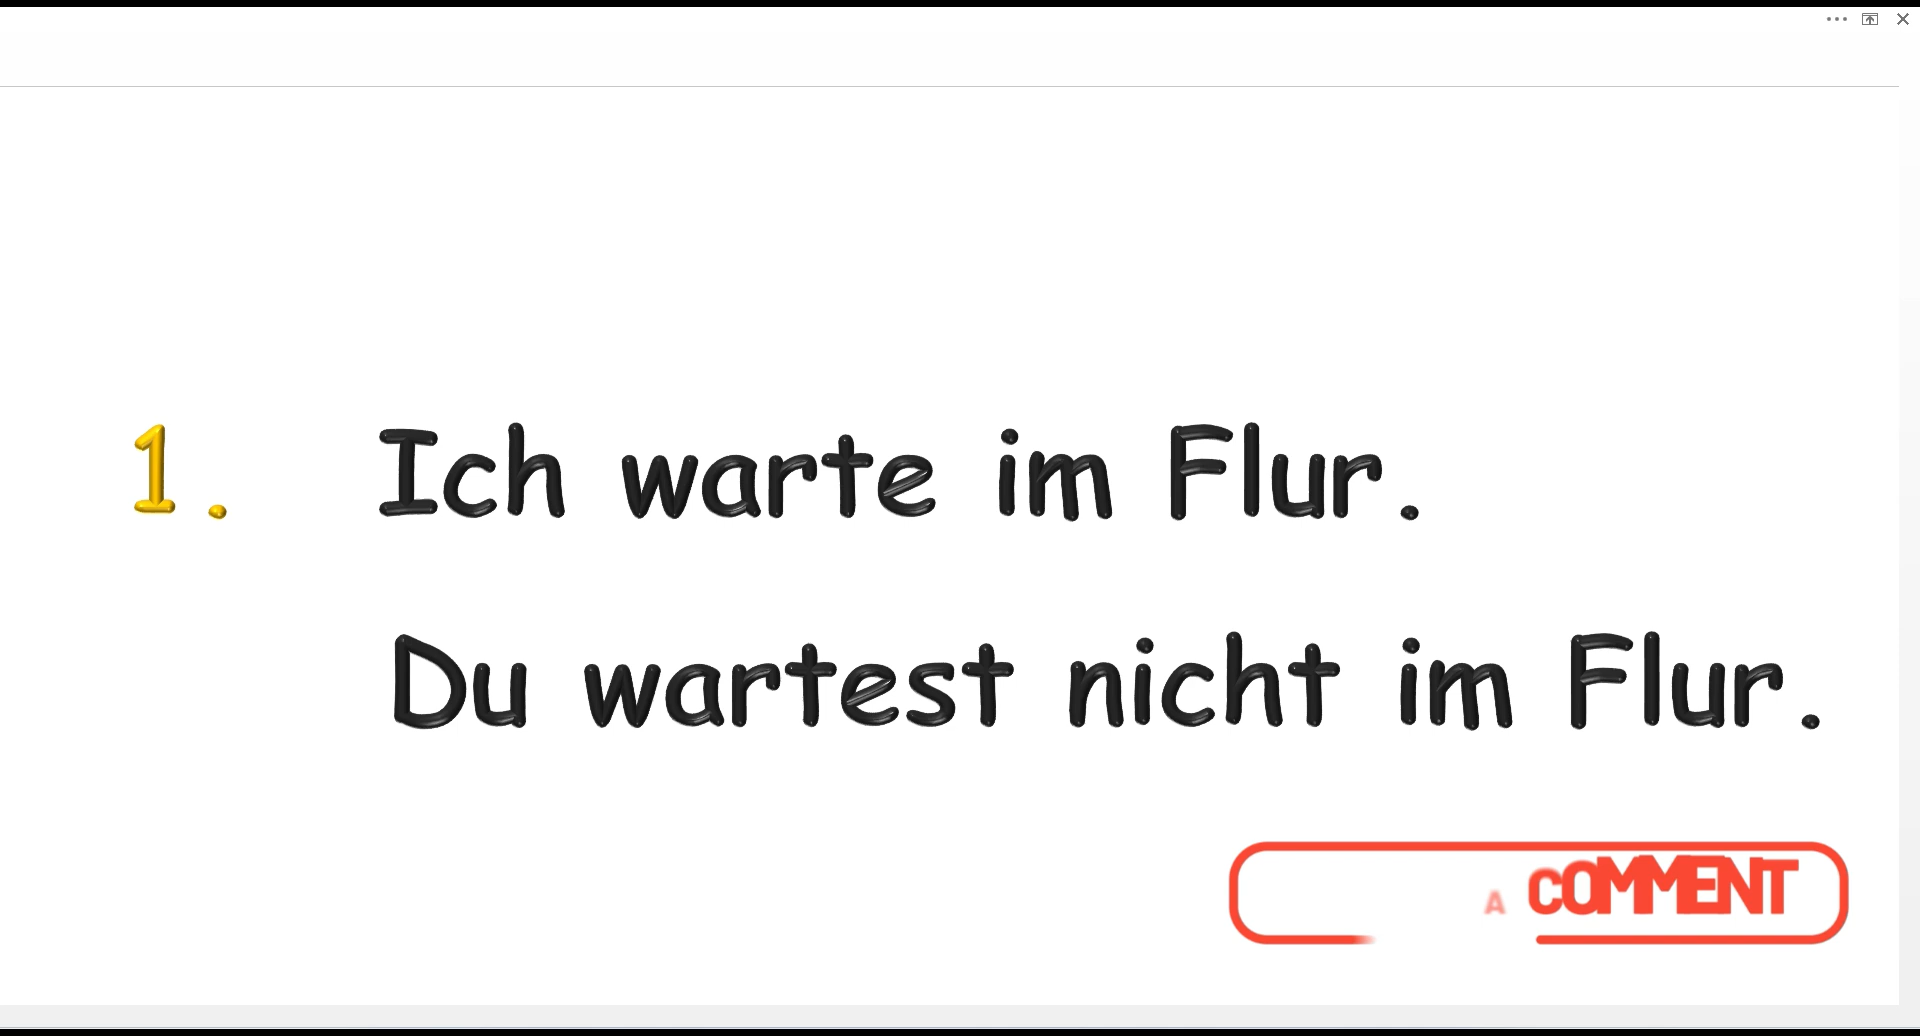 1. Ich warte im Flur.
Du wartest nicht im Flur.
A COMMENT